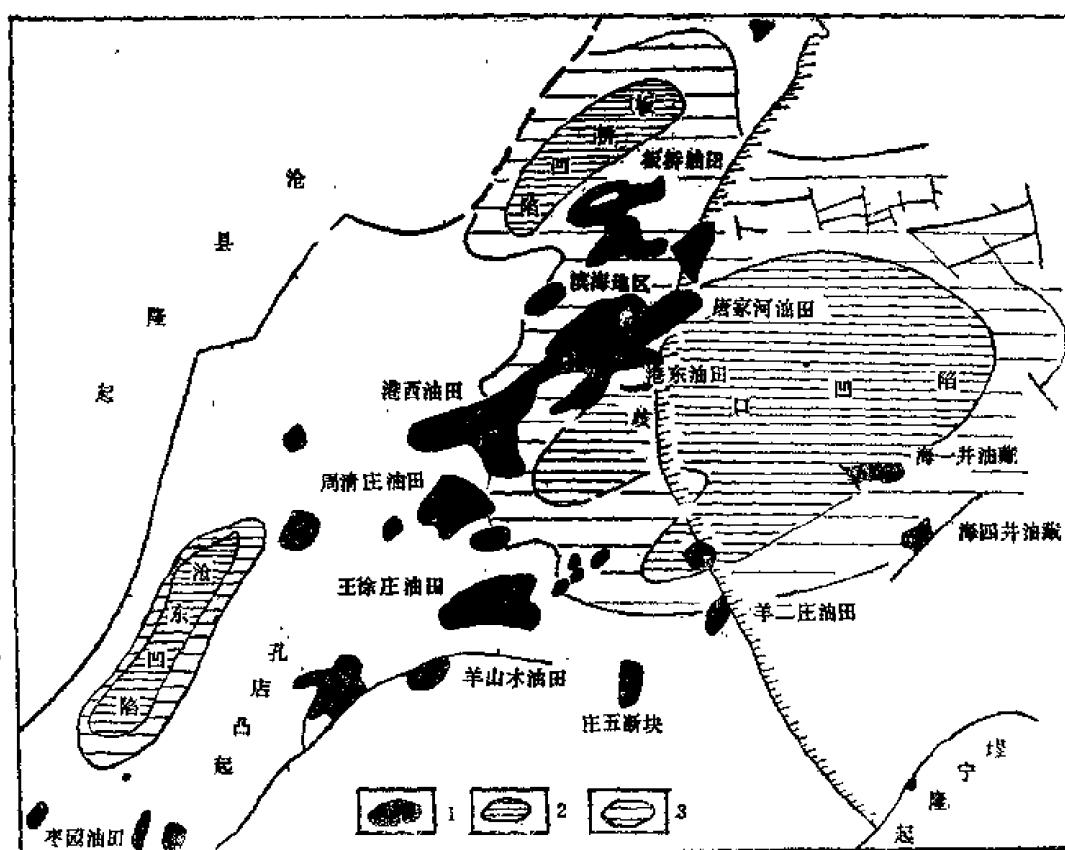 沧县隆起
板桥凹陷
板桥油田
滨海地区
唐家河油田
港东油田
港西油田
歧口凹陷
海一井油藏
周清庄油田
海四井油藏
王徐庄油田
羊二庄油田
沧东凹陷
孔店凸起
羊山木油田
庄五断块
埕宁隆起
枣园油田
1
2
3